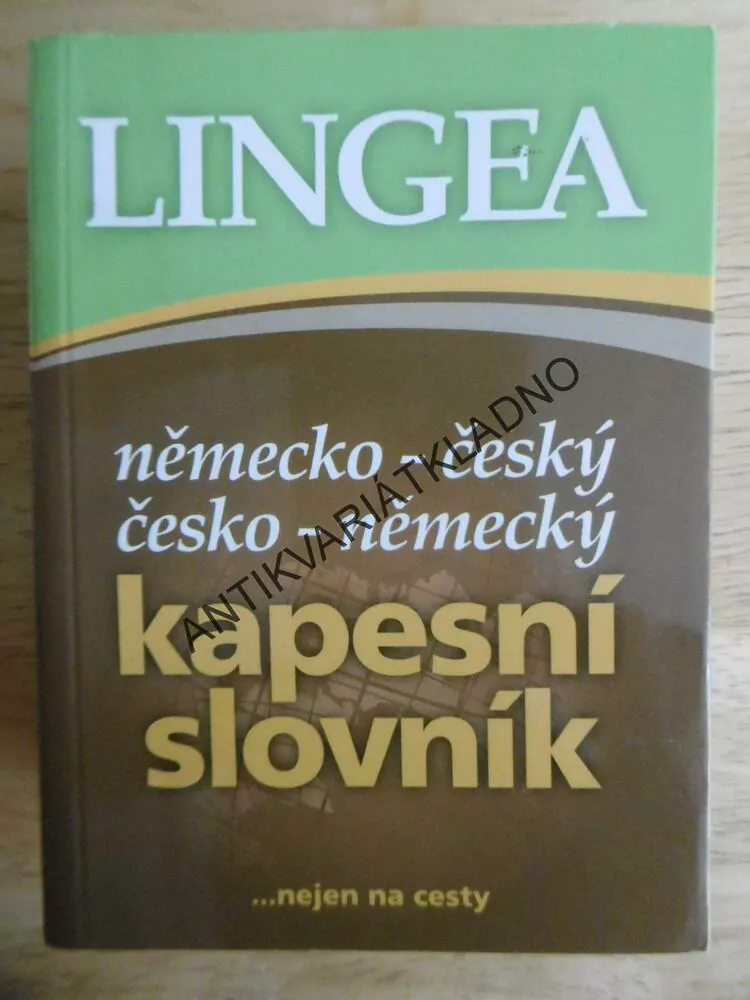 LINGEA
německo - český
česko - německý
kapesní
slovník
...nejen na cesty
ANTIKVARIÁTKLADNO